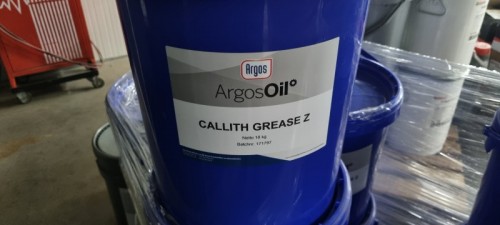 Argos
ArgosOil°
CALLITH GREASE Z
Netto 18 kg